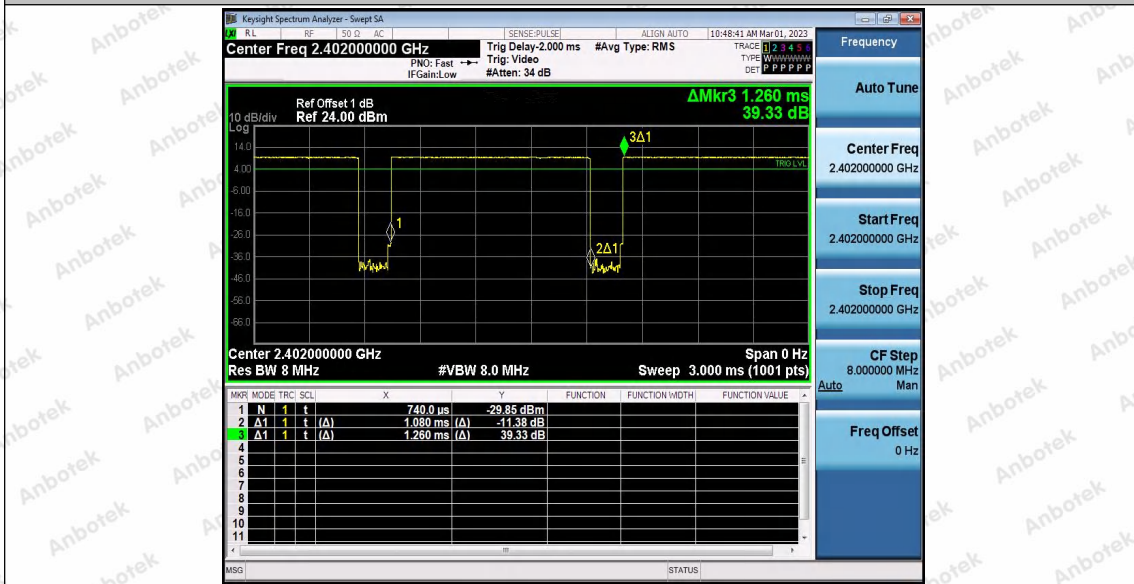 Keysight Spectrum Analyzer - Swept SA
RL RF 50 Ω AC SENSE:PULSE ALIGN AUTO 10:48:41 AM Mar 01, 2023
Center Freq 2.402000000 GHz
PNO: Fast
IFGain:Low
Trig Delay-2.000 ms
Trig: Video
#Atten: 34 dB
#Avg Type: RMS
TRACE 1 2 3 4 5 6
TYPE WWWWWW
DET P P P P P P
ΔMkr3 1.260 ms
39.33 dB
Ref Offset 1 dB
10 dB/div Ref 24.00 dBm
Log
14.0
4.00
-6.00
-16.0
-26.0
-36.0
-46.0
-56.0
-66.0
3Δ1
TRIG LVL
1
2Δ1
Center 2.402000000 GHz Span 0 Hz
Res BW 8 MHz #VBW 8.0 MHz Sweep 3.000 ms (1001 pts)
MKR MODE TRC SCL X Y FUNCTION FUNCTION WIDTH FUNCTION VALUE
1 N 1 t 740.0 µs -29.85 dBm
2 Δ1 1 t (Δ) 1.080 ms (Δ) -11.38 dB
3 Δ1 1 t (Δ) 1.260 ms (Δ) 39.33 dB
4
5
6
7
8
9
10
11
MSG STATUS
Frequency
Auto Tune
Center Freq
2.402000000 GHz
Start Freq
2.402000000 GHz
Stop Freq
2.402000000 GHz
CF Step
8.000000 MHz
Auto Man
Freq Offset
0 Hz
Anbotek